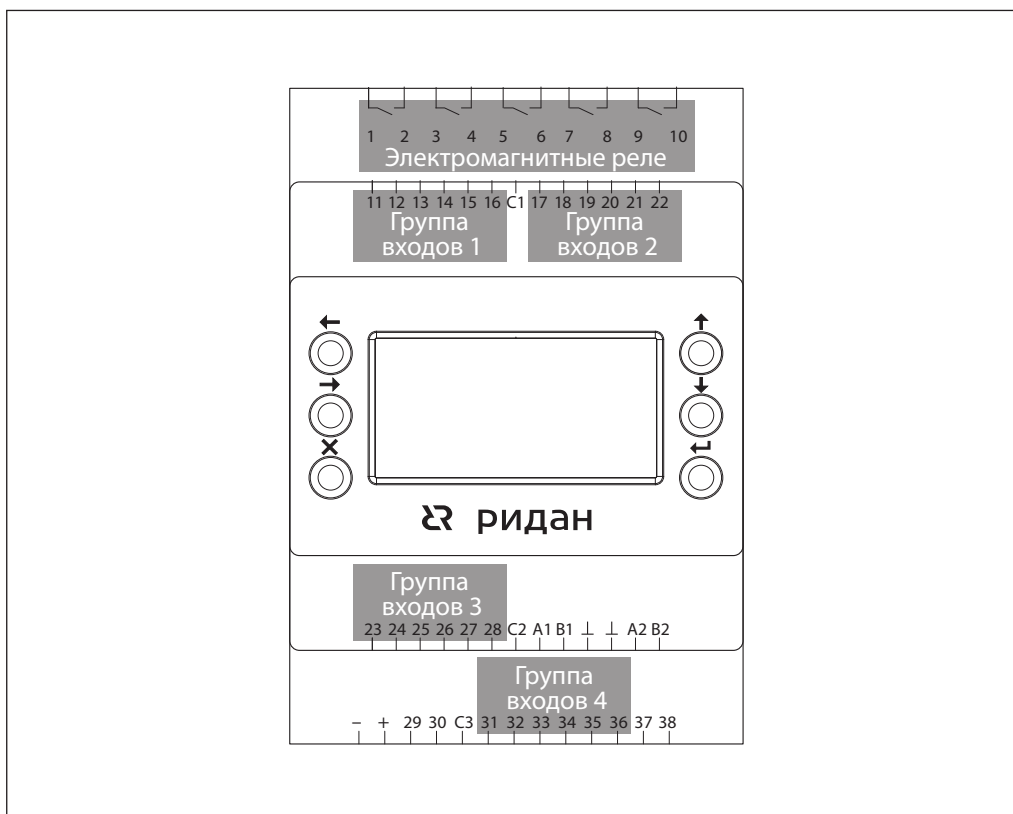 1 2 3 4 5 6 7 8 9 10
Электромагнитные реле
11 12 13 14 15 16 C1 17 18 19 20 21 22
Группа
входов 1
Группа
входов 2
ридан
Группа
входов 3
23 24 25 26 27 28 C2 A1 B1 ⊥ ⊥ A2 B2
Группа
входов 4
– + 29 30 C3 31 32 33 34 35 36 37 38